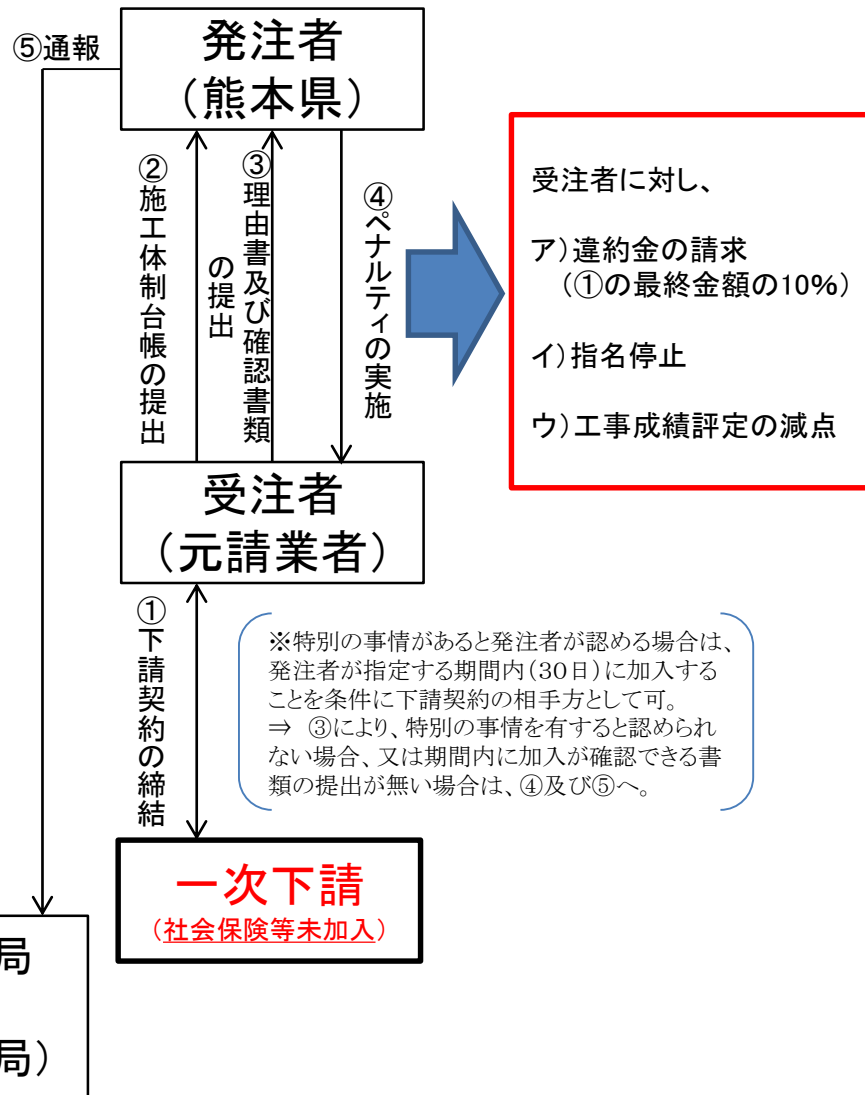 ⑤通報
発注者
（熊本県）
②施工体制台帳の提出
③理由書及び確認書類
の提出
④ペナルティの実施
受注者に対し、
ア）違約金の請求
（①の最終金額の10%）
イ）指名停止
ウ）工事成績評定の減点
受注者
（元請業者）
①下請契約の締結
※特別の事情があると発注者が認める場合は、
発注者が指定する期間内（30日）に加入する
ことを条件に下請契約の相手方として可。
⇒　③により、特別の事情を有すると認められ
ない場合、又は期間内に加入が確認できる書
類の提出が無い場合は、④及び⑤へ。
一次下請
（社会保険等未加入）
局
局）